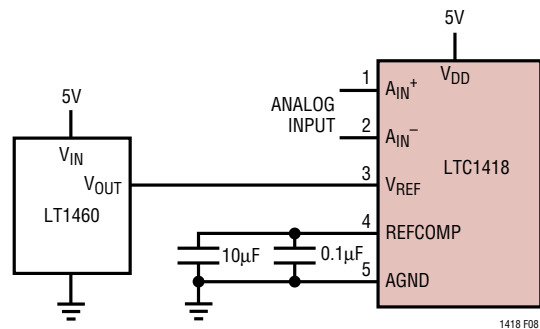 5V
1
AIN+
VDD
ANALOG
INPUT
2
AIN–
LTC1418
5V
VIN
VOUT
3
VREF
LT1460
4
REFCOMP
10µF
0.1µF
5
AGND
1418 F08